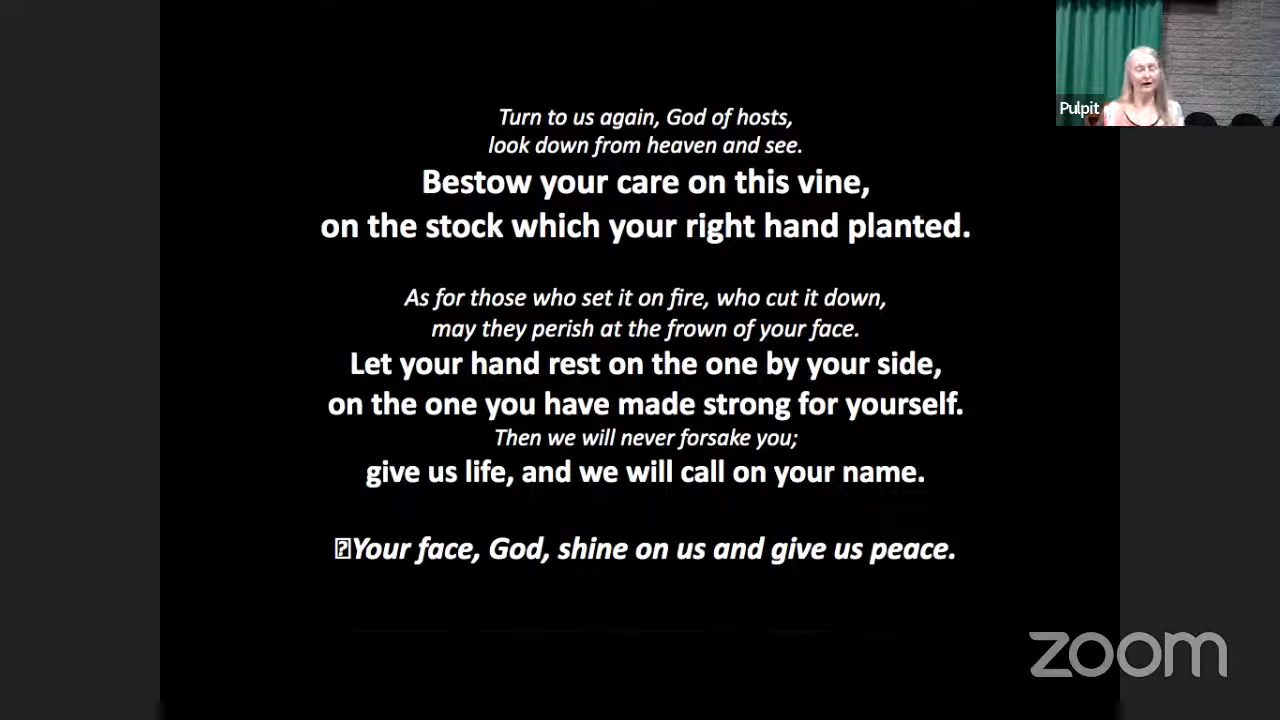 Pulpit
Turn to us again, God of hosts,
look down from heaven and see.
Bestow your care on this vine,
on the stock which your right hand planted.
As for those who set it on fire, who cut it down,
may they perish at the frown of your face.
Let your hand rest on the one by your side,
on the one you have made strong for yourself.
Then we will never forsake you;
give us life, and we will call on your name.
Your face, God, shine on us and give us peace.
zoom